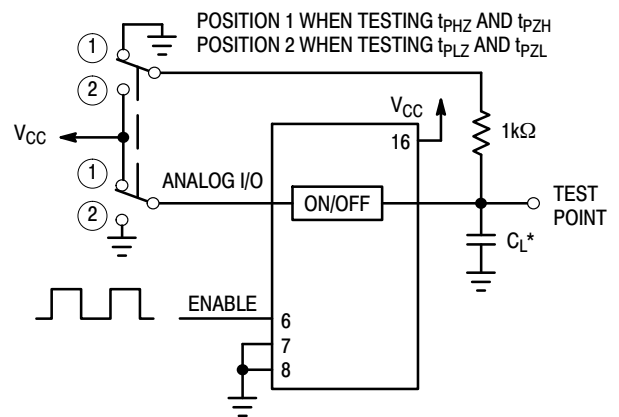 POSITION 1 WHEN TESTING tPHZ AND tPZH
POSITION 2 WHEN TESTING tPLZ AND tPZL
1
2
VCC
VCC
16
1kΩ
1
ANALOG I/O
ON/OFF
TEST
POINT
2
CL*
ENABLE
6
7
8